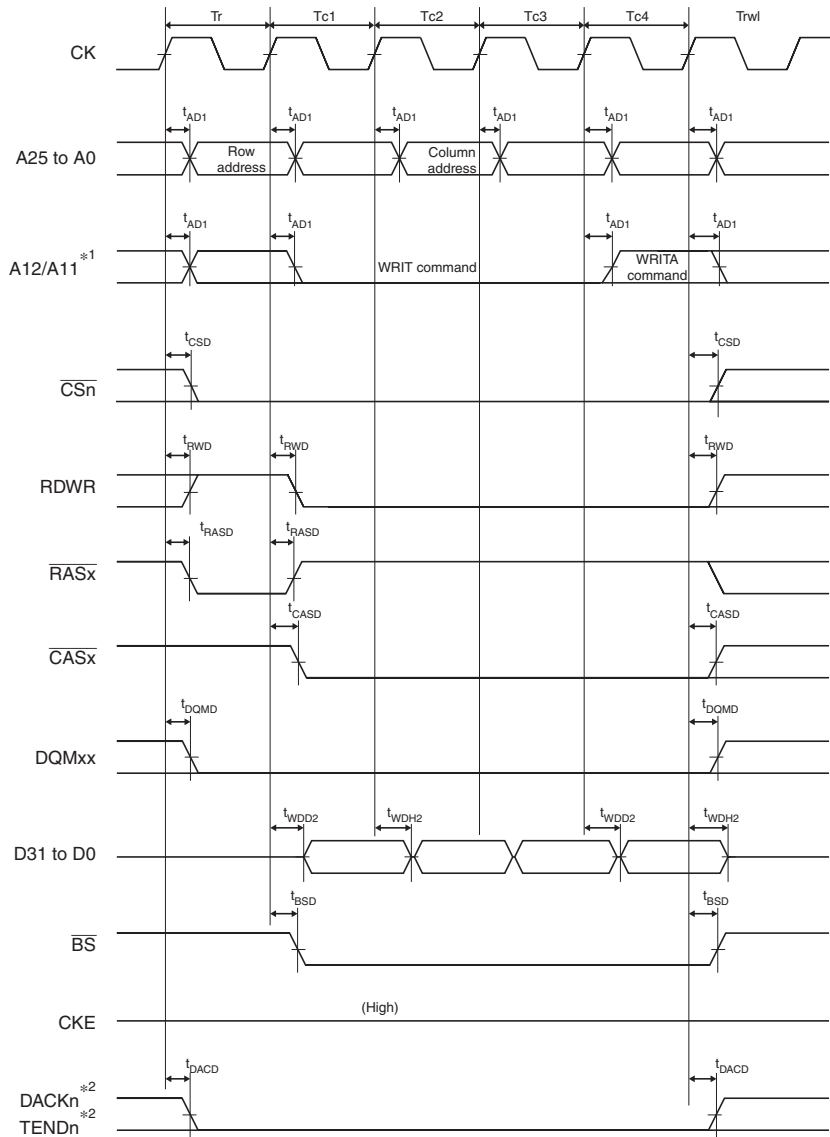 Tr Tc1 Tc2 Tc3 Tc4 Trwl
CK
tAD1 tAD1 tAD1 tAD1 tAD1 tAD1
A25 to A0
Row address
Column address
tAD1 tAD1 tAD1 tAD1
A12/A11*1
WRIT command
WRITA command
tCSD tCSD
CSn
tRWD tRWD tRWD
RDWR
tRASD tRASD
RASx
tCASD tCASD
CASx
tDQMD tDQMD
DQMxx
tWDD2 tWDH2 tWDD2 tWDH2
D31 to D0
tBSD tBSD
BS
(High)
CKE
tDACD tDACD
DACKn*2
TENDn*2